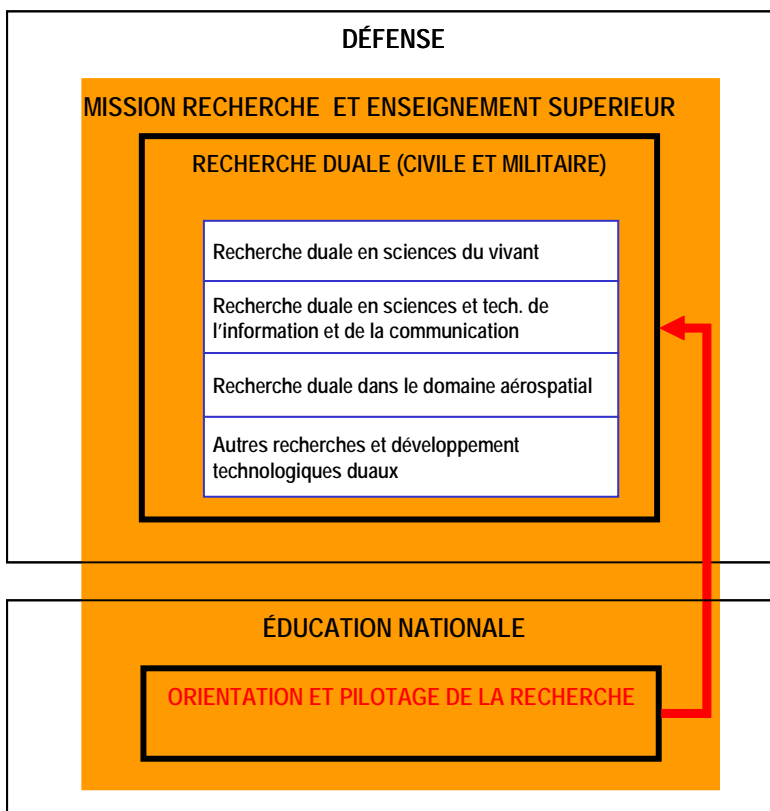 DÉFENSE
MISSION RECHERCHE ET ENSEIGNEMENT SUPERIEUR
RECHERCHE DUALE (CIVILE ET MILITAIRE)
Recherche duale en sciences du vivant
Recherche duale en sciences et tech. de
l'information et de la communication
Recherche duale dans le domaine aérospatial
Autres recherches et développement
technologiques duaux
ÉDUCATION NATIONALE
ORIENTATION ET PILOTAGE DE LA RECHERCHE